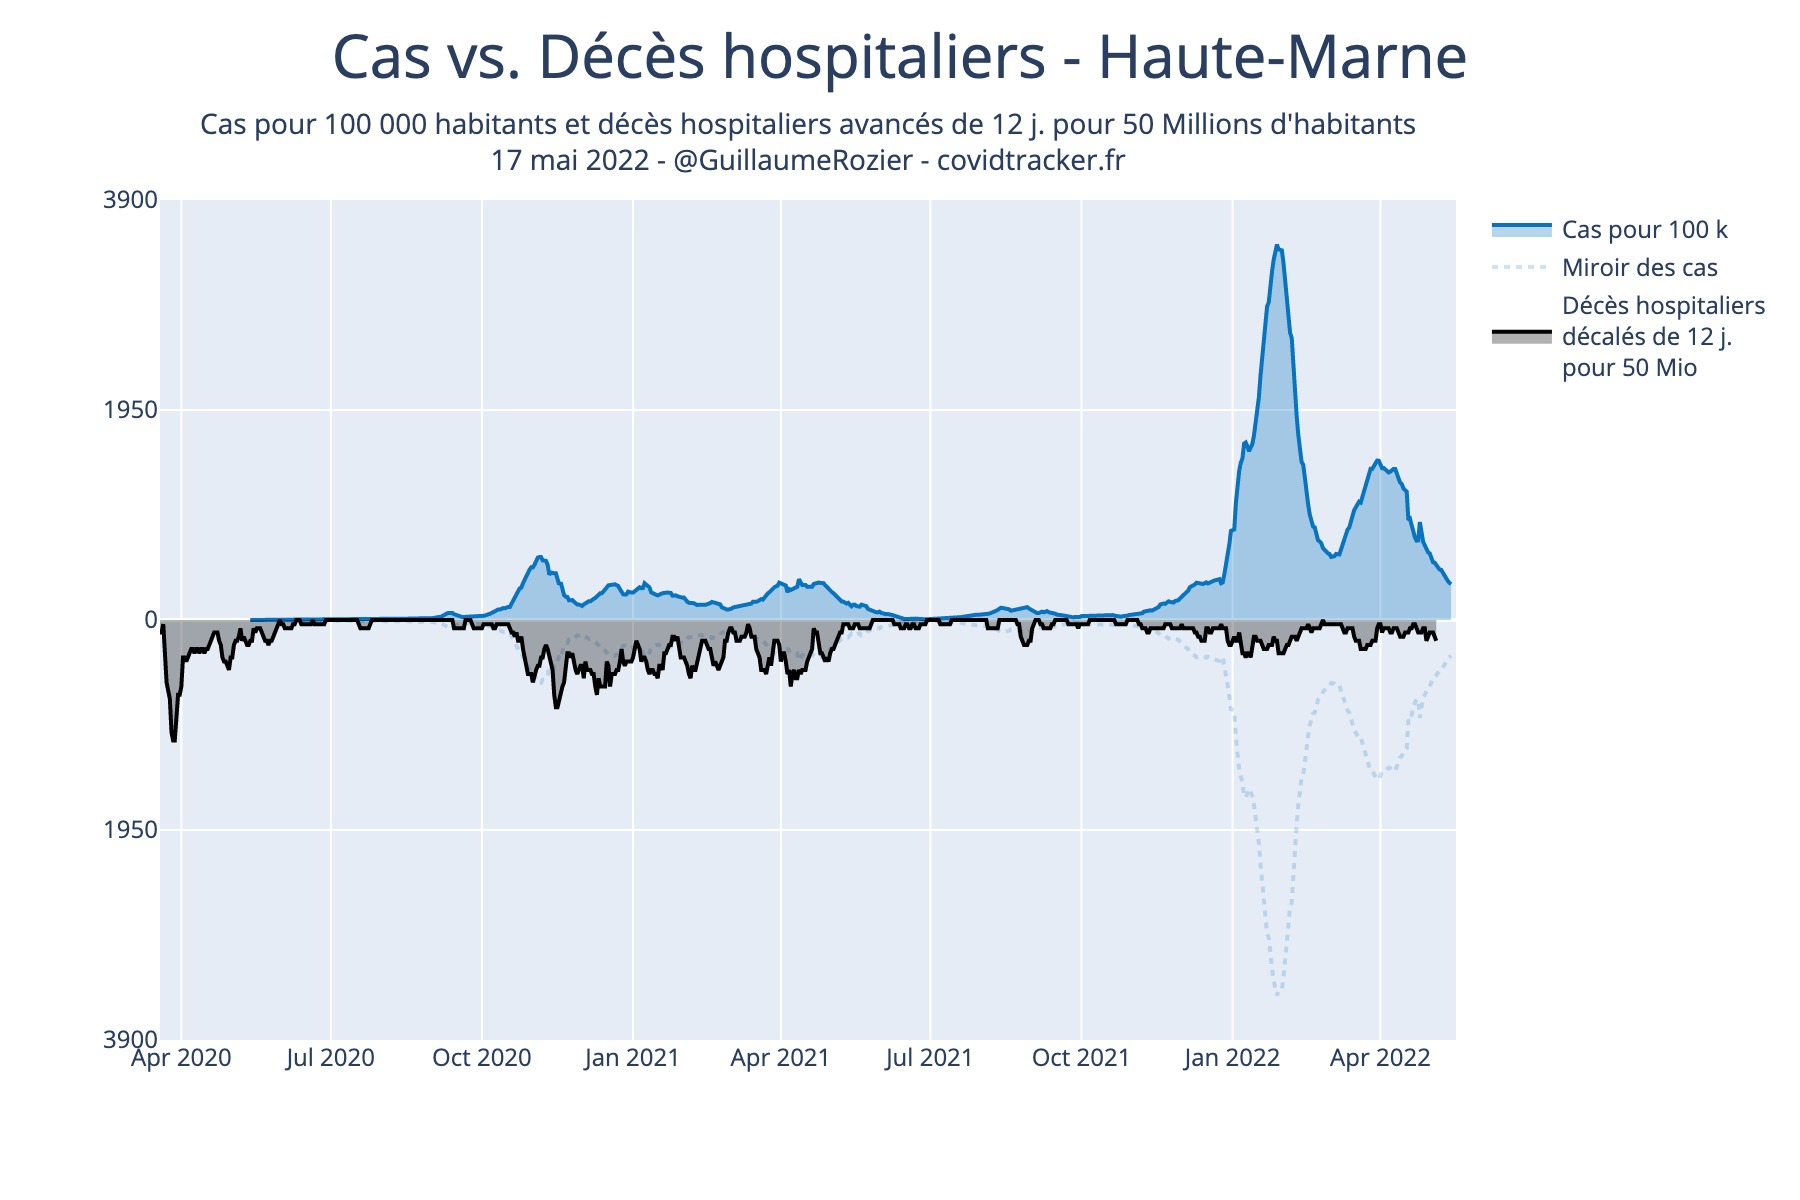 Cas vs. Décès hospitaliers - Haute-Marne
Cas pour 100 000 habitants et décès hospitaliers avancés de 12 j. pour 50 Millions d'habitants
17 mai 2022 - @GuillaumeRozier - covidtracker.fr
3900
1950
0
1950
3900
Apr 2020
Jul 2020
Oct 2020
Jan 2021
Apr 2021
Jul 2021
Oct 2021
Jan 2022
Apr 2022
Cas pour 100 k
Miroir des cas
Décès hospitaliers
décalés de 12 j.
pour 50 Mio